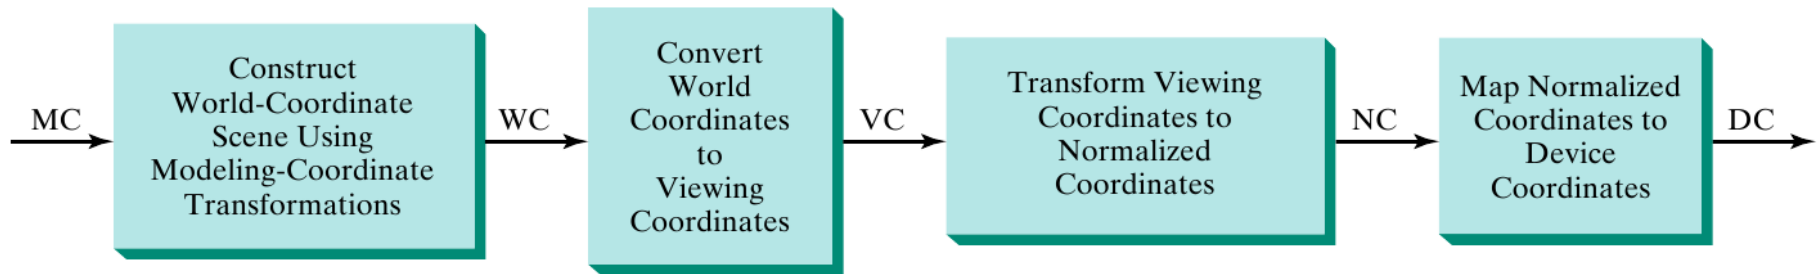 MC
Construct
World-Coordinate
Scene Using
Modeling-Coordinate
Transformations
WC
Convert
World
Coordinates
to
Viewing
Coordinates
VC
Transform Viewing
Coordinates to
Normalized
Coordinates
NC
Map Normalized
Coordinates to
Device
Coordinates
DC